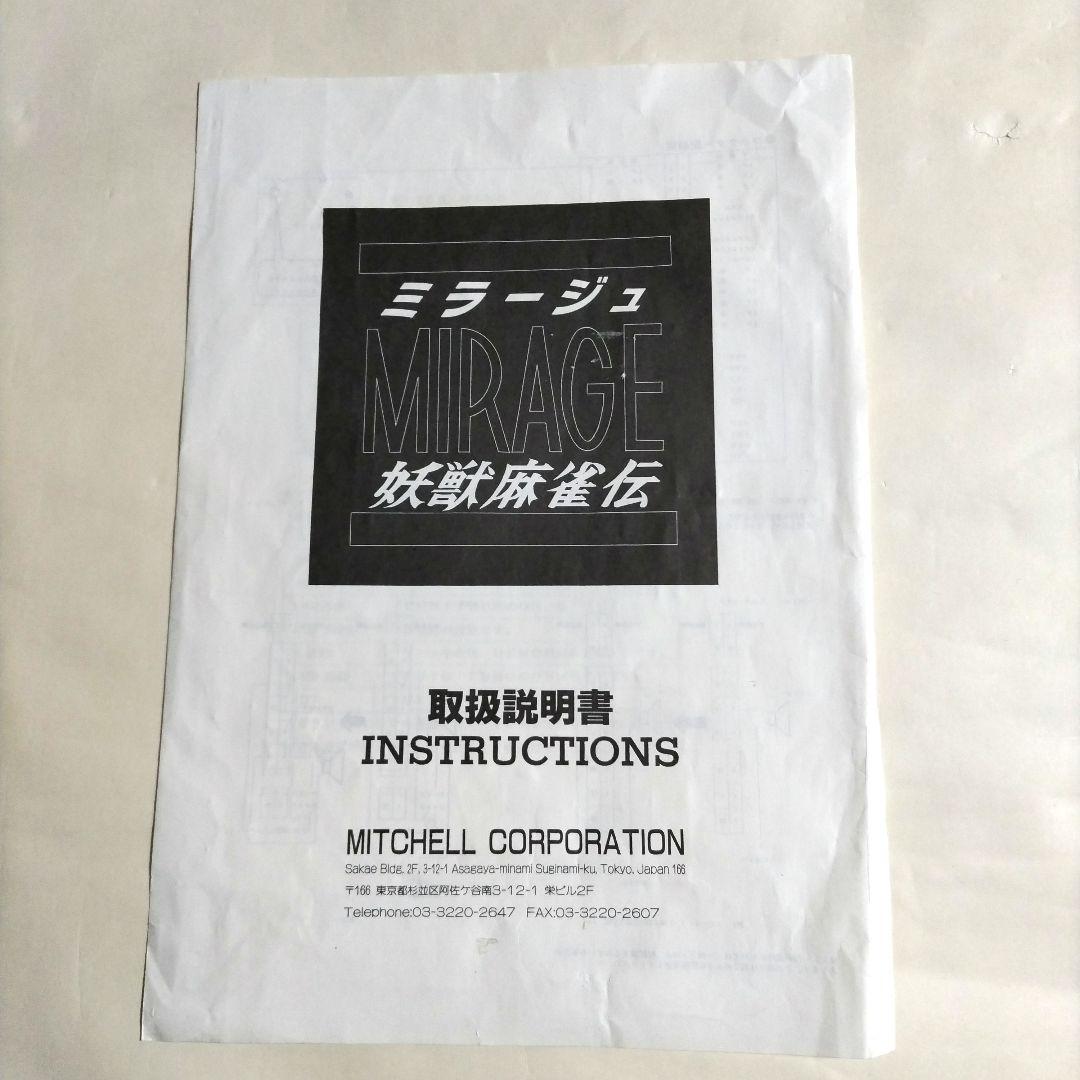 ミラージュ
MIRAGE
妖獣麻雀伝
取扱説明書
INSTRUCTIONS
MITCHELL CORPORATION
Sakae Bldg. 2F, 3-12-1 Asagaya-minami Suginami-ku, Tokyo, Japan 166
〒166 東京都杉並区阿佐ケ谷南3-12-1 栄ビル2F
Telephone:03-3220-2647 FAX:03-3220-2607